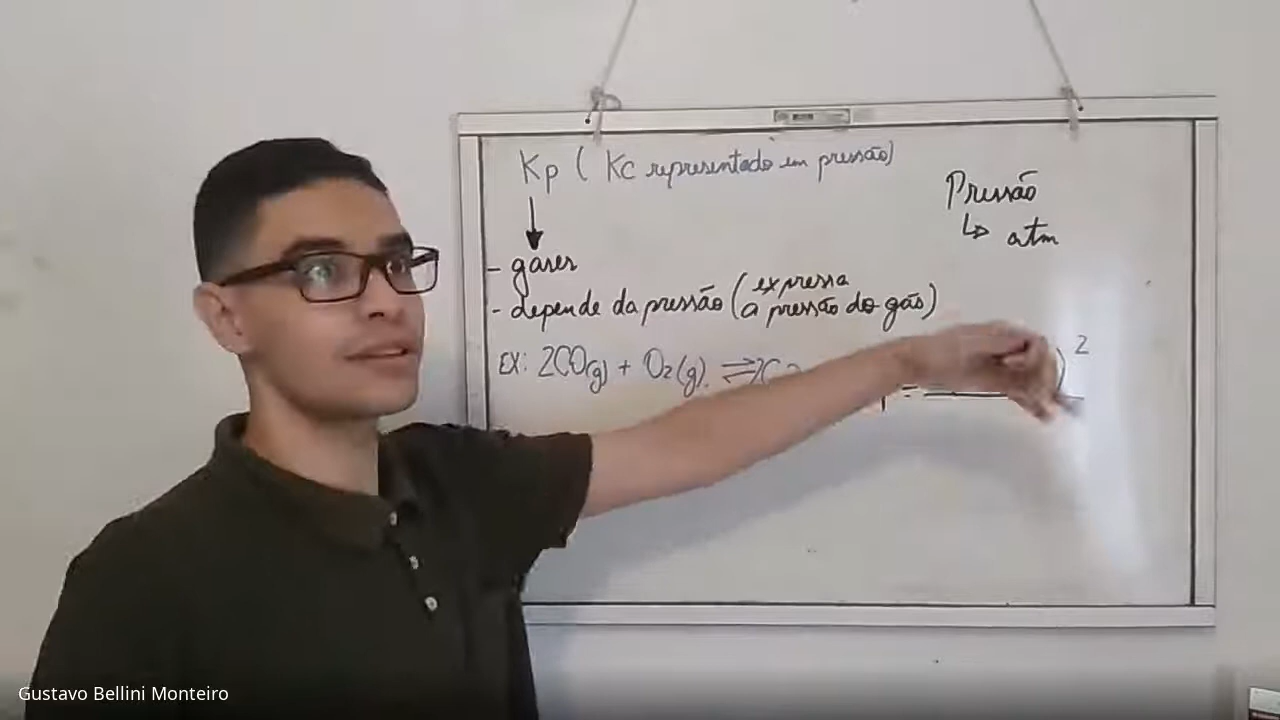 Kp ( Kc representado em pressão)
Pressão
↳ atm
- gases
- depende da pressão ( expressa
a pressão do gás)
EX: 2CO(g) + O2(g) ⇌
) 2
Gustavo Bellini Monteiro